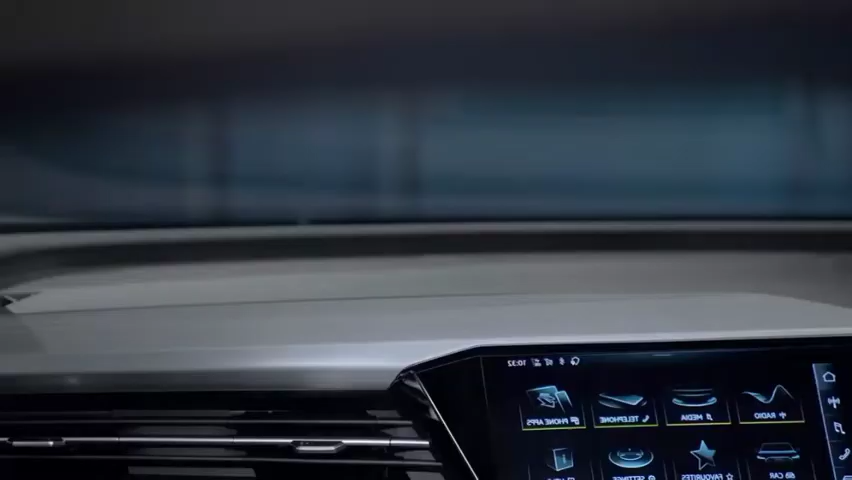 10:32
RADIO MEDIA TELEPHONE PHONE APPS
CAR FAVOURITES SETTINGS